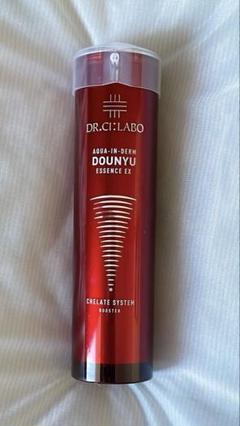 DR.CI:LABO
AQUA-IN-DERM
DOUNYU
ESSENCE EX
CHELATE SYSTEM
BOOSTER